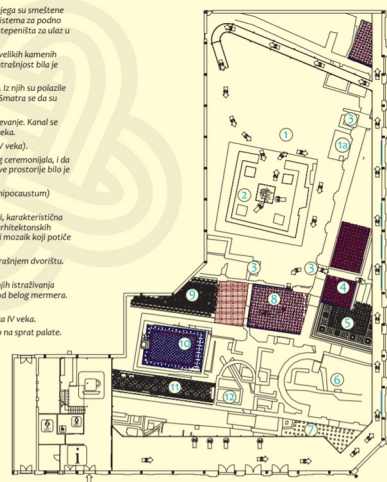 njega su smeštene
sistema za podno
stepeništa za ulaz u
velikih kamenih
utrašnjost bila je
. Iz njih su polazile
Smatra se da su
evanje. Kanal se
veka.
V veka).
g ceremonijala, i da
ve prostorije bilo je
hipocaustum)
i, karakteristična
arhitektonskih
i mozaik koji potiče
rašnjem dvorištu.
jih istraživanja
od belog mermera.
a IV veka.
o na sprat palate.
3
1
1a
2
3
3
4
9
8
5
10
6
11
12
7
i